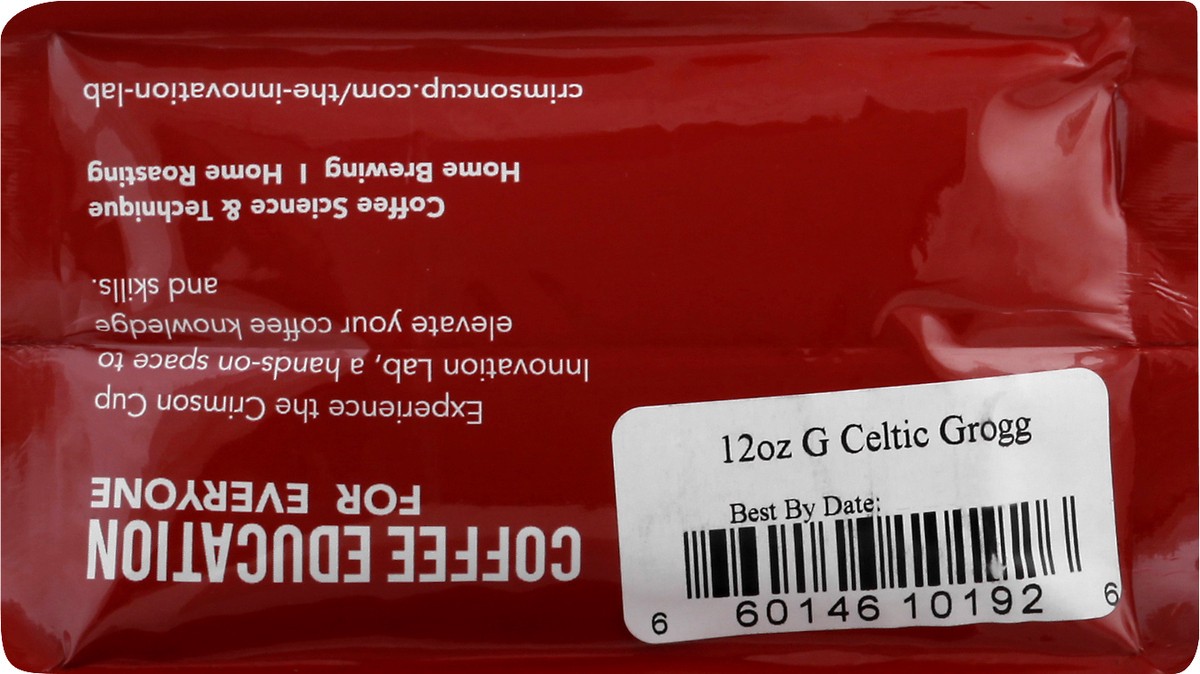 COFFEE EDUCATION
FOR EVERYONE
Experience the Crimson Cup
Innovation Lab, a hands-on space to
elevate your coffee knowledge
and skills.
Coffee Science & Technique
Home Brewing | Home Roasting
crimsoncup.com/the-innovation-lab
12oz G Celtic Grogg
Best By Date:
6 60146 10192 6